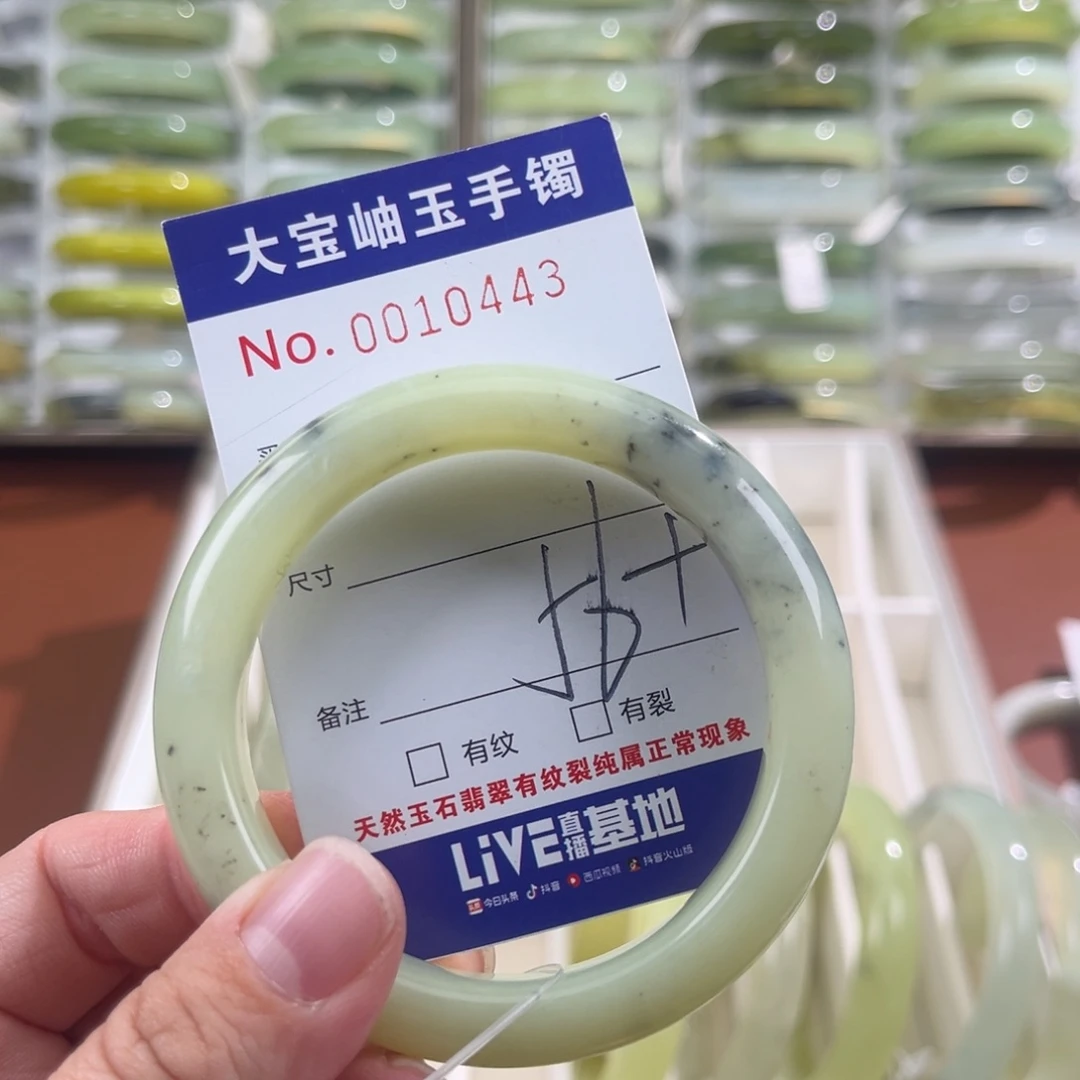 大宝岫玉手镯
No. 0010443
尺寸
备注
有纹 有裂
天然玉石翡翠有纹裂纯属正常现象
LiVE直播基地
今日头条 抖音 西瓜视频 抖音火山版